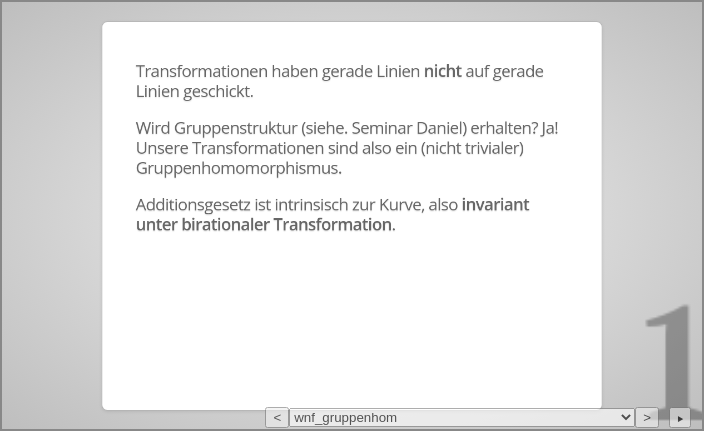 Transformationen haben gerade Linien nicht auf gerade
Linien geschickt.
Wird Gruppenstruktur (siehe. Seminar Daniel) erhalten? Ja!
Unsere Transformationen sind also ein (nicht trivialer)
Gruppenhomomorphismus.
Additionsgesetz ist intrinsisch zur Kurve, also invariant
unter birationaler Transformation.
1
< wnf_gruppenhom > ▸